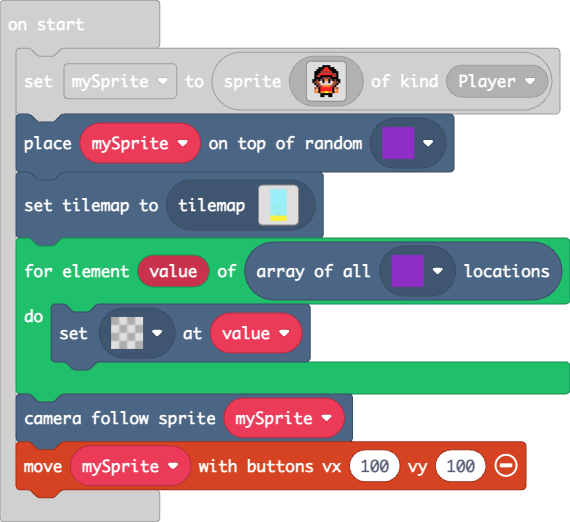 on start
set mySprite to sprite of kind Player
place mySprite on top of random
set tilemap to tilemap
for element value of array of all locations
do
set at value
camera follow sprite mySprite
move mySprite with buttons vx 100 vy 100